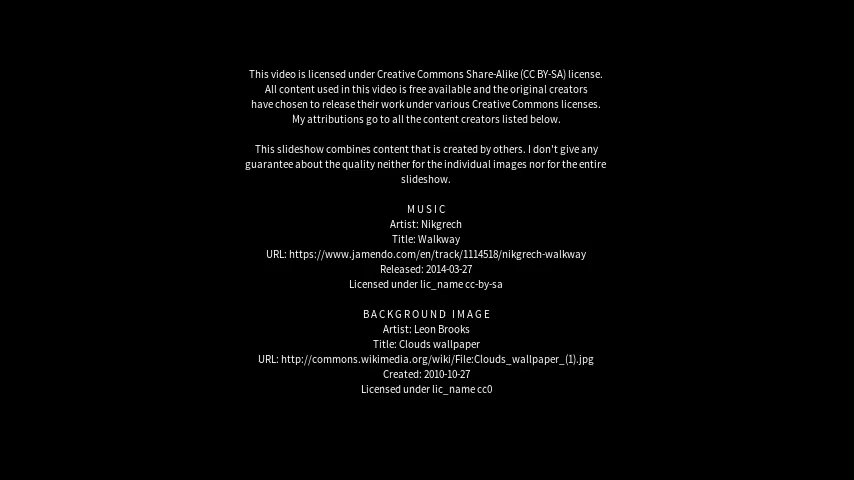 This video is licensed under Creative Commons Share-Alike (CC BY-SA) license.
All content used in this video is free available and the original creators
have chosen to release their work under various Creative Commons licenses.
My attributions go to all the content creators listed below.
This slideshow combines content that is created by others. I don't give any
guarantee about the quality neither for the individual images nor for the entire
slideshow.
MUSIC
Artist: Nikgrech
Title: Walkway
URL: https://www.jamendo.com/en/track/1114518/nikgrech-walkway
Released: 2014-03-27
Licensed under lic_name cc-by-sa
BACKGROUND IMAGE
Artist: Leon Brooks
Title: Clouds wallpaper
URL: http://commons.wikimedia.org/wiki/File:Clouds_wallpaper_(1).jpg
Created: 2010-10-27
Licensed under lic_name cc0